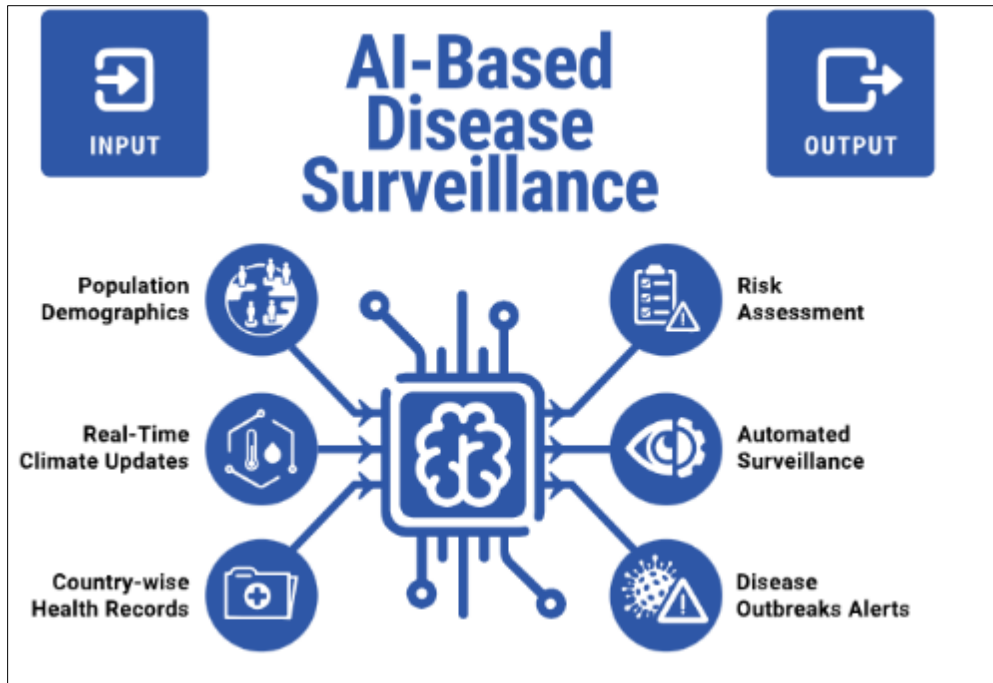 INPUT
AI-Based
Disease
Surveillance
OUTPUT
Population
Demographics
Real-Time
Climate Updates
Country-wise
Health Records
Risk
Assessment
Automated
Surveillance
Disease
Outbreaks Alerts